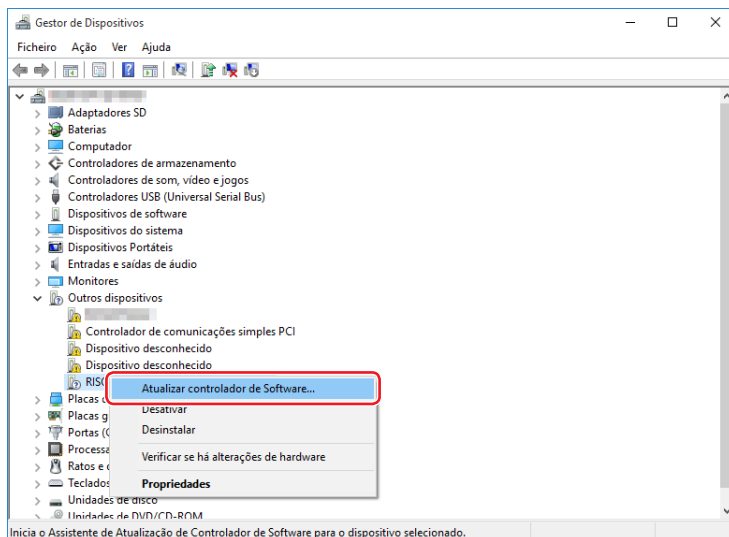 Gestor de Dispositivos
Ficheiro Ação Ver Ajuda
Adaptadores SD
Baterias
Computador
Controladores de armazenamento
Controladores de som, vídeo e jogos
Controladores USB (Universal Serial Bus)
Dispositivos de software
Dispositivos do sistema
Dispositivos Portáteis
Entradas e saídas de áudio
Monitores
Outros dispositivos
Controlador de comunicações simples PCI
Dispositivo desconhecido
Dispositivo desconhecido
Atualizar controlador de Software...
Placas
Desativar
Placas
Desinstalar
Portas
Verificar se há alterações de hardware
Ratos e
Teclados
Propriedades
Unidades de disco
Unidades de DVD/CD-ROM
Inicia o Assistente de Atualização de Controlador de Software para o dispositivo selecionado.